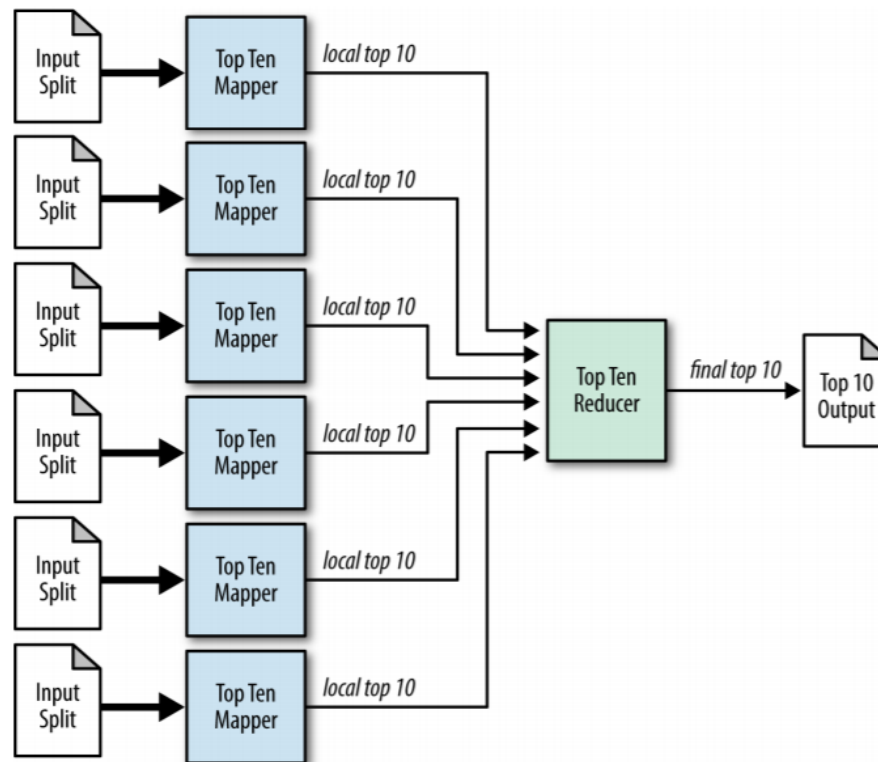 Input
Split
Top Ten
Mapper
local top 10
Input
Split
Top Ten
Mapper
local top 10
Input
Split
Top Ten
Mapper
local top 10
Input
Split
Top Ten
Mapper
local top 10
Input
Split
Top Ten
Mapper
local top 10
Input
Split
Top Ten
Mapper
local top 10
Top Ten
Reducer
final top 10
Top 10
Output